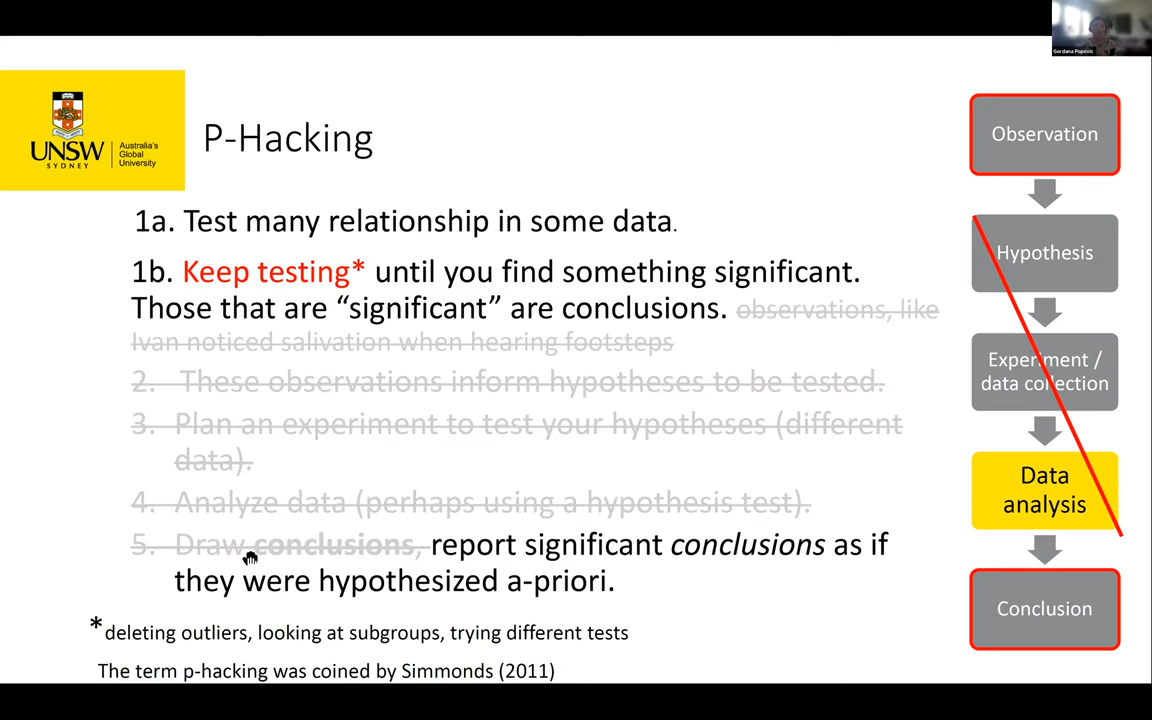 Gordana Popovic
UNSW
SYDNEY
Australia's
Global
University
P-Hacking
1a. Test many relationship in some data.
1b. Keep testing* until you find something significant.
Those that are “significant” are conclusions. observations, like
Ivan noticed salivation when hearing footsteps
2. These observations inform hypotheses to be tested.
3. Plan an experiment to test your hypotheses (different
data).
4. Analyze data (perhaps using a hypothesis test).
5. Draw conclusions, report significant conclusions as if
they were hypothesized a-priori.
*deleting outliers, looking at subgroups, trying different tests
The term p-hacking was coined by Simmonds (2011)
Observation
Hypothesis
Experiment /
data collection
Data
analysis
Conclusion